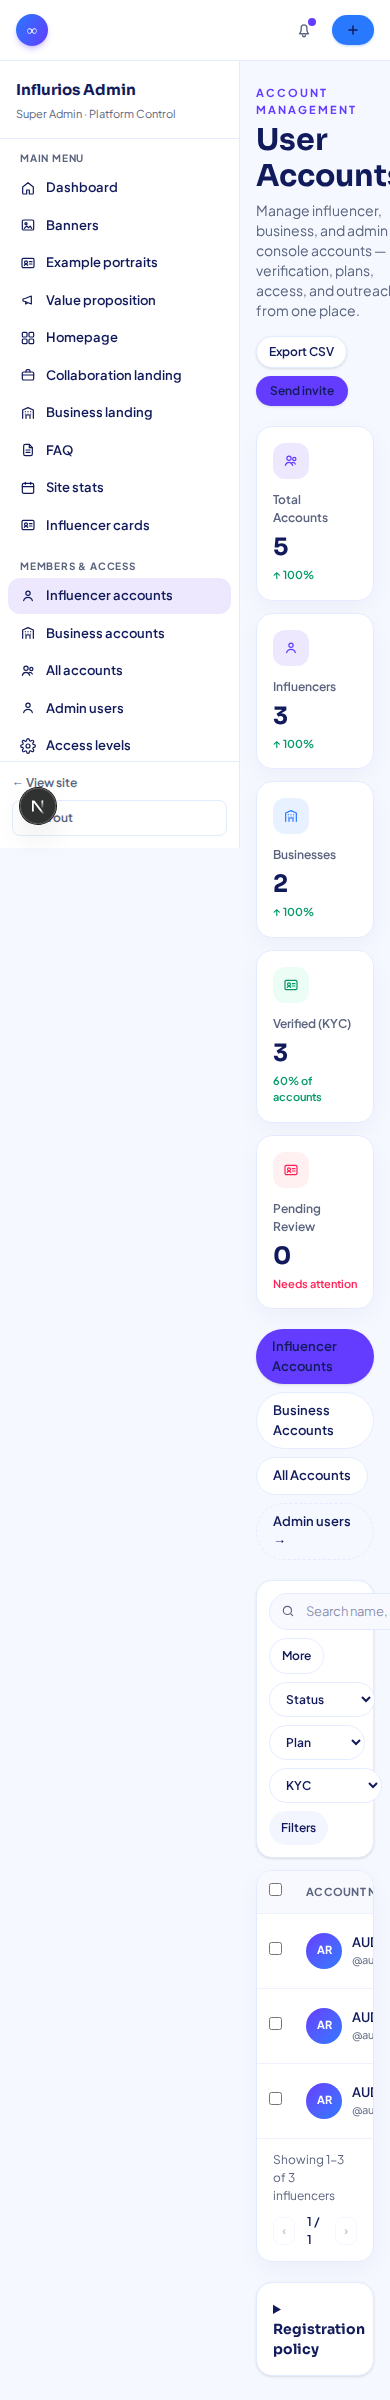 Influrios Admin
Super Admin · Platform Control
MAIN MENU
Dashboard
Banners
Example portraits
Value proposition
Homepage
Collaboration landing
Business landing
FAQ
Site stats
Influencer cards
MEMBERS & ACCESS
Influencer accounts
Business accounts
All accounts
Admin users
Access levels
← View site
out
ACCOUNT
MANAGEMENT
User
Accounts
Manage influencer,
business, and admin
console accounts —
verification, plans,
access, and outreach
from one place.
Export CSV
Send invite
Total
Accounts
5
↑ 100%
Influencers
3
↑ 100%
Businesses
2
↑ 100%
Verified (KYC)
3
60% of
accounts
Pending
Review
0
Needs attention
Influencer
Accounts
Business
Accounts
All Accounts
Admin users
→
Search name,
More
Status
Plan
KYC
Filters
ACCOUNT
AR
AR
AR
Showing 1–3
of 3
influencers
‹ 1 / ›
1
Registration
policy